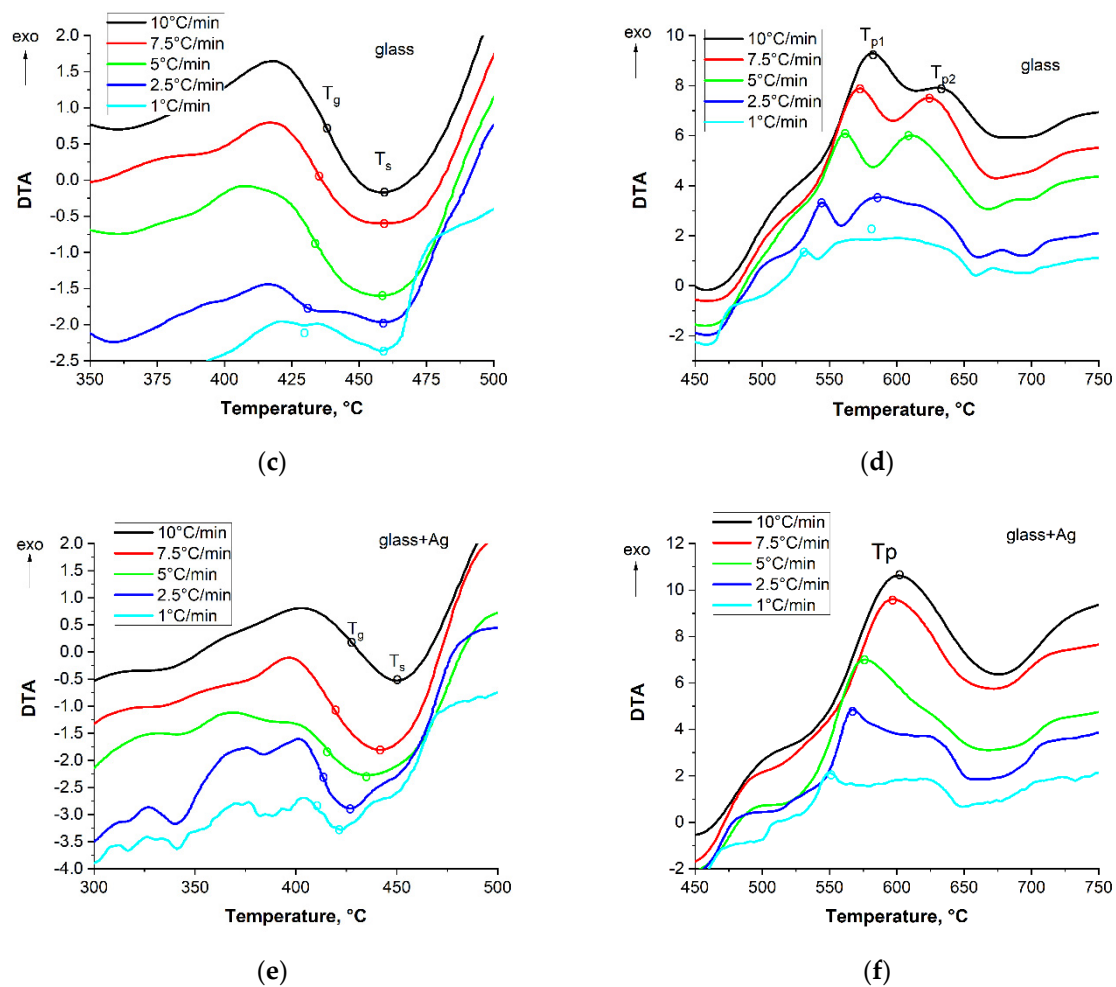 10°C/min
7.5°C/min
5°C/min
2.5°C/min
1°C/min
exo
glass
Tg
Ts
2.0
1.5
1.0
0.5
0.0
-0.5
-1.0
-1.5
-2.0
-2.5
DTA
350 375 400 425 450 475 500
Temperature, °C
(c)
10°C/min
7.5°C/min
5°C/min
2.5°C/min
1°C/min
exo
glass
Tp1
Tp2
10
8
6
4
2
0
-2
DTA
450 500 550 600 650 700 750
Temperature, °C
(d)
10°C/min
7.5°C/min
5°C/min
2.5°C/min
1°C/min
exo
glass+Ag
Tg
Ts
2.0
1.5
1.0
0.5
0.0
-0.5
-1.0
-1.5
-2.0
-2.5
-3.0
-3.5
-4.0
DTA
300 350 400 450 500
Temperature, °C
(e)
10°C/min
7.5°C/min
5°C/min
2.5°C/min
1°C/min
exo
glass+Ag
Tp
12
10
8
6
4
2
0
-2
DTA
450 500 550 600 650 700 750
Temperature, °C
(f)